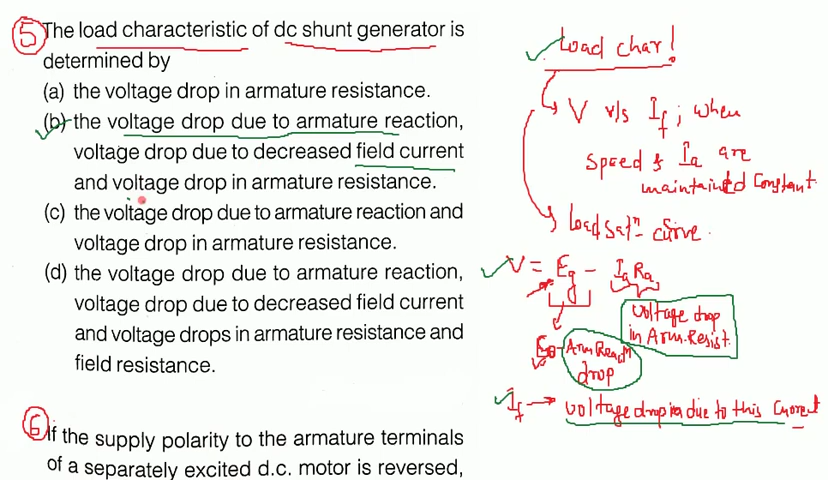 ⑤ The load characteristic of dc shunt generator is
determined by
(a) the voltage drop in armature resistance.
(b) the voltage drop due to armature reaction,
voltage drop due to decreased field current
and voltage drop in armature resistance.
(c) the voltage drop due to armature reaction and
voltage drop in armature resistance.
(d) the voltage drop due to armature reaction,
voltage drop due to decreased field current
and voltage drops in armature resistance and
field resistance.
⑥ If the supply polarity to the armature terminals
of a separately excited d.c. motor is reversed,
Load char!
V v/s If ; when
Speed & Ia are
maintained Constant.
load satⁿ curve.
V = Eg - IaRa
Voltage drop
in Arm. Resist.
Arm Reacⁿ
drop
If → voltage drop due to this Current